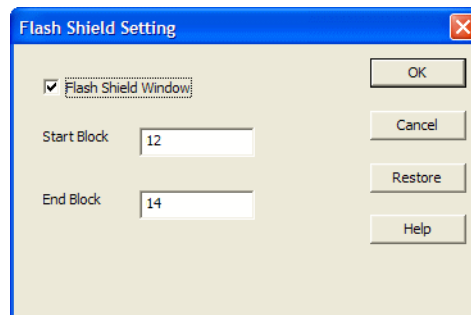 Flash Shield Setting
Flash Shield Window
OK
Start Block
12
Cancel
Restore
End Block
14
Help